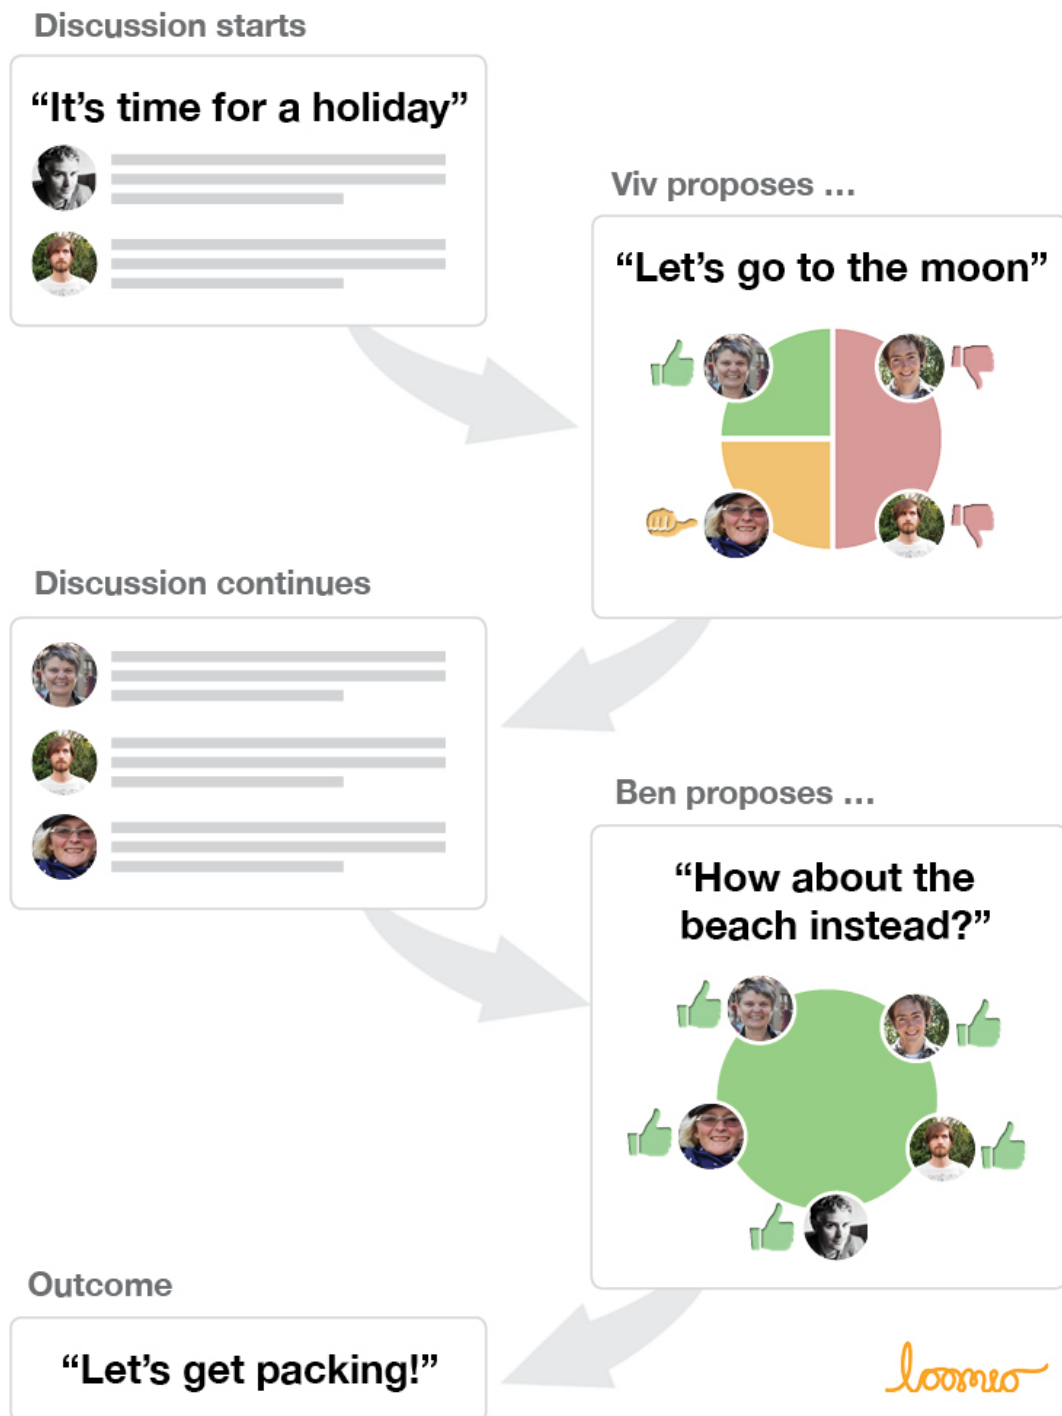 Discussion starts
“It’s time for a holiday”
Viv proposes ...
“Let’s go to the moon”
Discussion continues
Ben proposes ...
“How about the
beach instead?”
Outcome
“Let’s get packing!”
loomio